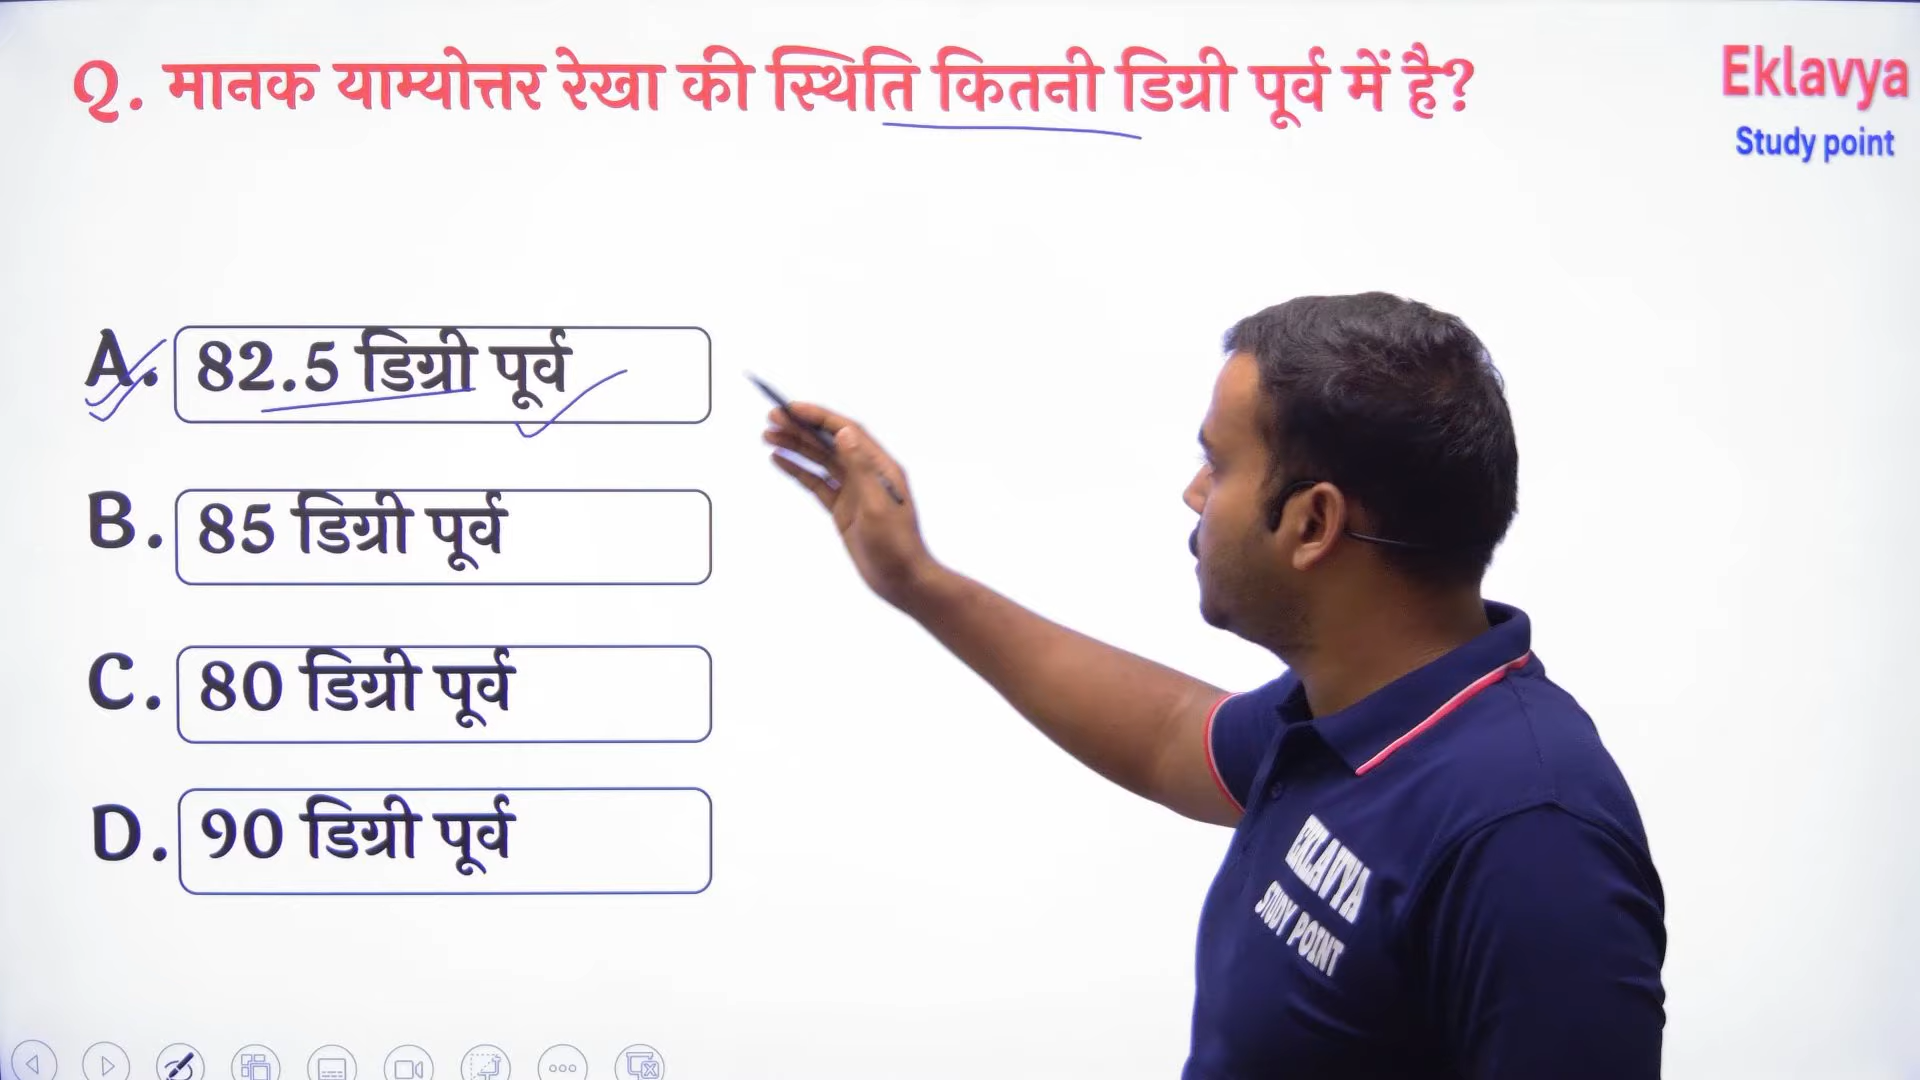 Q. मानक याम्योत्तर रेखा की स्थिति कितनी डिग्री पूर्व में है?
Eklavya
Study point
A. 82.5 डिग्री पूर्व
B. 85 डिग्री पूर्व
C. 80 डिग्री पूर्व
D. 90 डिग्री पूर्व
EKLAVYA
STUDY POINT